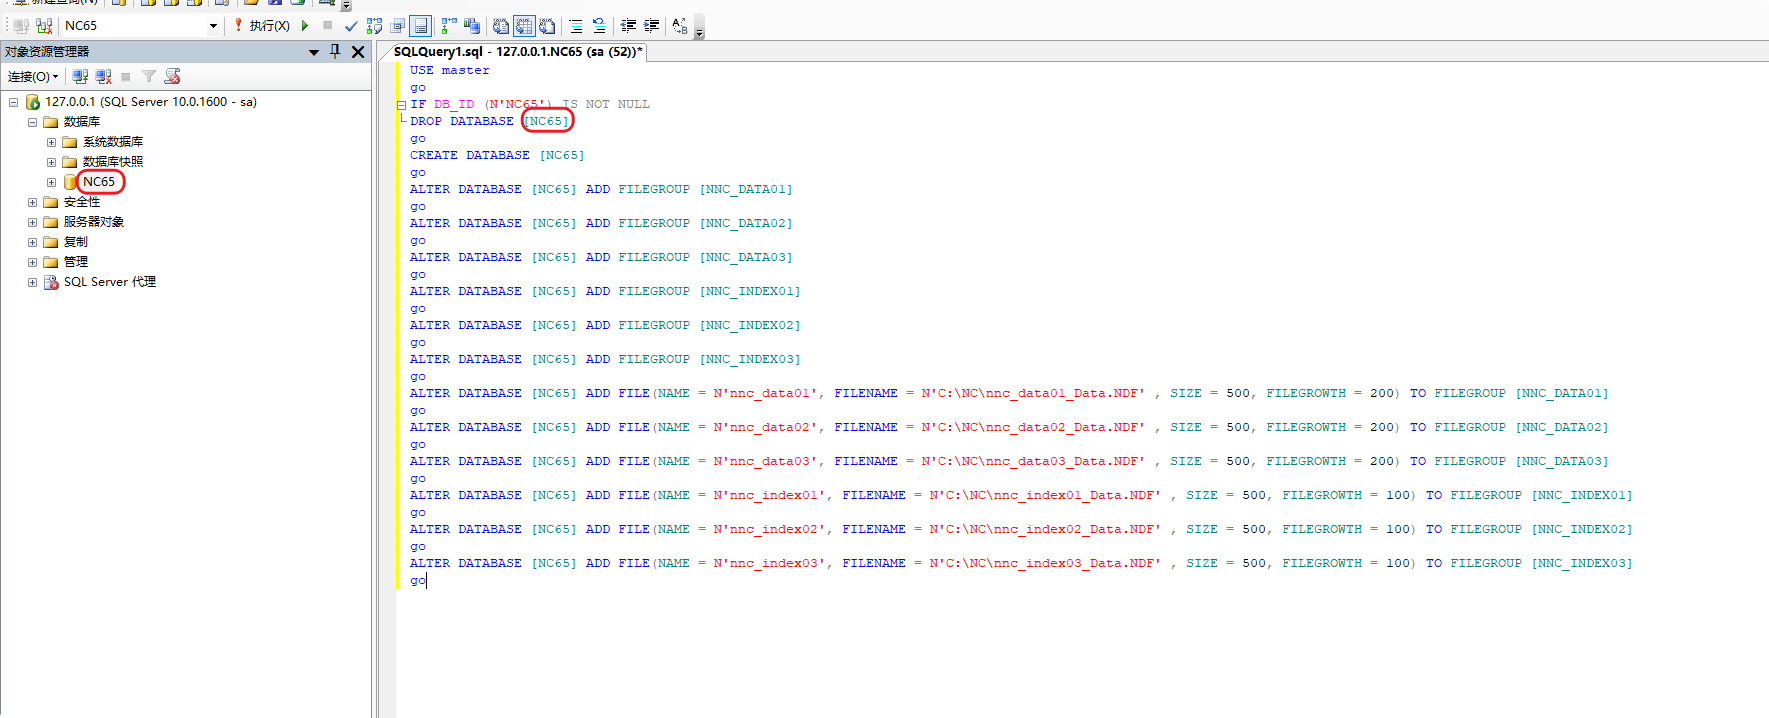 新建查询(N)
NC65
执行(X)
对象资源管理器
连接(O)
127.0.0.1 (SQL Server 10.0.1600 - sa)
数据库
系统数据库
数据库快照
NC65
安全性
服务器对象
复制
管理
SQL Server 代理
SQLQuery1.sql - 127.0.0.1.NC65 (sa (52))*
USE master
go
IF DB_ID (N'NC65') IS NOT NULL
DROP DATABASE [NC65]
go
CREATE DATABASE [NC65]
go
ALTER DATABASE [NC65] ADD FILEGROUP [NNC_DATA01]
go
ALTER DATABASE [NC65] ADD FILEGROUP [NNC_DATA02]
go
ALTER DATABASE [NC65] ADD FILEGROUP [NNC_DATA03]
go
ALTER DATABASE [NC65] ADD FILEGROUP [NNC_INDEX01]
go
ALTER DATABASE [NC65] ADD FILEGROUP [NNC_INDEX02]
go
ALTER DATABASE [NC65] ADD FILEGROUP [NNC_INDEX03]
go
ALTER DATABASE [NC65] ADD FILE(NAME = N'nnc_data01', FILENAME = N'C:\NC\nnc_data01_Data.NDF' , SIZE = 500, FILEGROWTH = 200) TO FILEGROUP [NNC_DATA01]
go
ALTER DATABASE [NC65] ADD FILE(NAME = N'nnc_data02', FILENAME = N'C:\NC\nnc_data02_Data.NDF' , SIZE = 500, FILEGROWTH = 200) TO FILEGROUP [NNC_DATA02]
go
ALTER DATABASE [NC65] ADD FILE(NAME = N'nnc_data03', FILENAME = N'C:\NC\nnc_data03_Data.NDF' , SIZE = 500, FILEGROWTH = 200) TO FILEGROUP [NNC_DATA03]
go
ALTER DATABASE [NC65] ADD FILE(NAME = N'nnc_index01', FILENAME = N'C:\NC\nnc_index01_Data.NDF' , SIZE = 500, FILEGROWTH = 100) TO FILEGROUP [NNC_INDEX01]
go
ALTER DATABASE [NC65] ADD FILE(NAME = N'nnc_index02', FILENAME = N'C:\NC\nnc_index02_Data.NDF' , SIZE = 500, FILEGROWTH = 100) TO FILEGROUP [NNC_INDEX02]
go
ALTER DATABASE [NC65] ADD FILE(NAME = N'nnc_index03', FILENAME = N'C:\NC\nnc_index03_Data.NDF' , SIZE = 500, FILEGROWTH = 100) TO FILEGROUP [NNC_INDEX03]
go